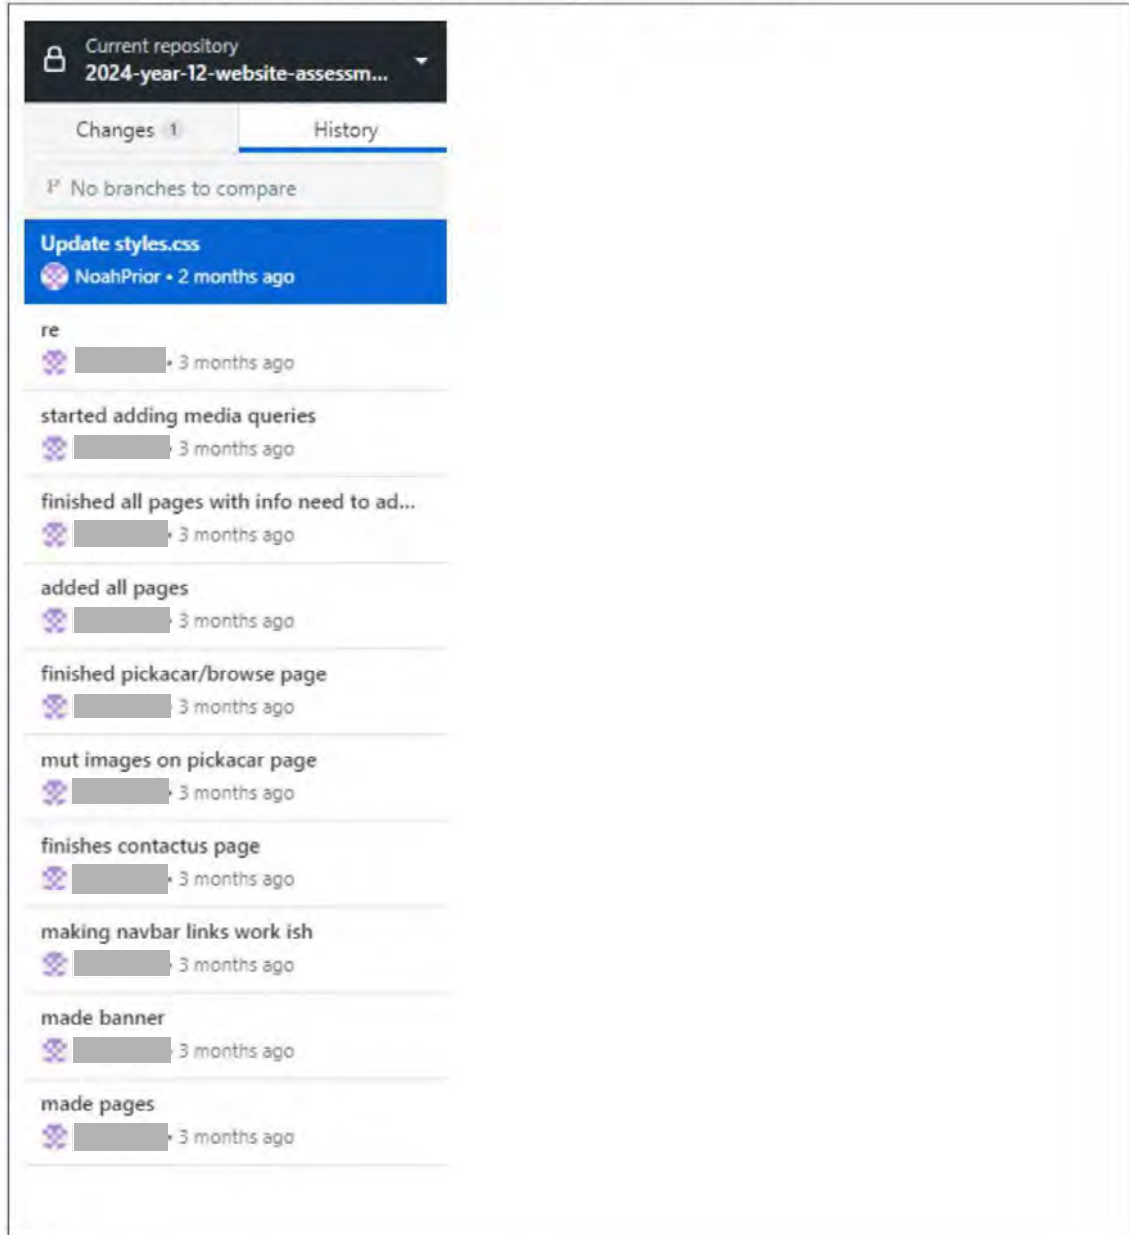 Current repository
2024-year-12-website-assessm...
Changes 1
History
No branches to compare
Update styles.css
NoahPrior • 2 months ago
re
• 3 months ago
started adding media queries
• 3 months ago
finished all pages with info need to ad...
• 3 months ago
added all pages
• 3 months ago
finished pickacar/browse page
3 months ago
mut images on pickacar page
• 3 months ago
finishes contactus page
• 3 months ago
making navbar links work ish
• 3 months ago
made banner
3 months ago
made pages
• 3 months ago